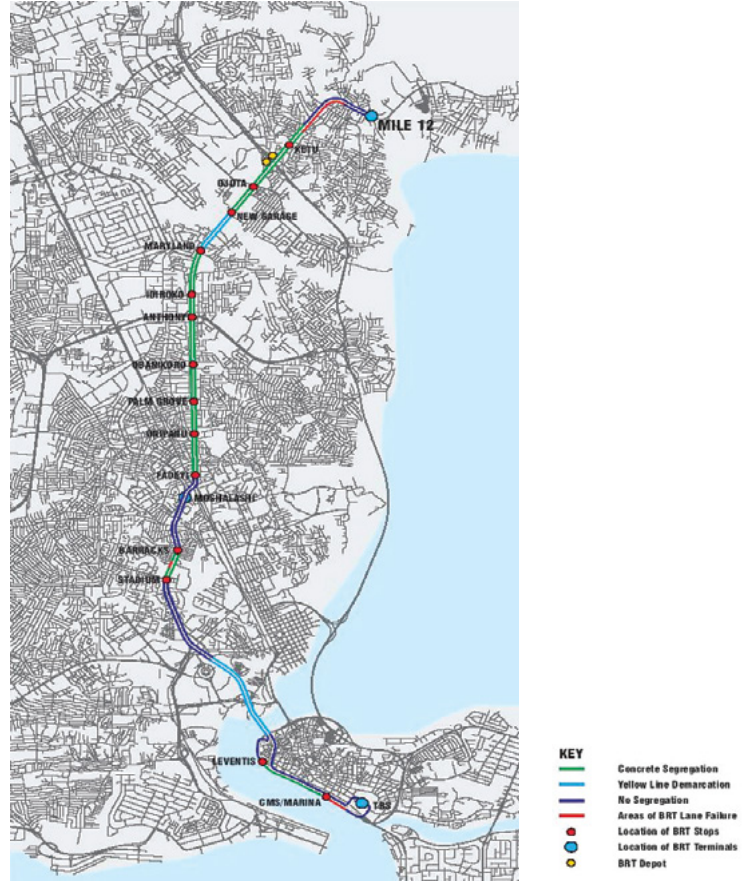 MILE 12
KETU
OJOTA
NEW GARAGE
MARYLAND
IDIROKO
ANTHONY
OBANIKORO
PALM GROVE
ONIPANU
FADEYI
MOSHALASHI
BARRACKS
STADIUM
LEVENTIS
CMS/MARINA
TBS
KEY
Concrete Segregation
Yellow Line Demarcation
No Segregation
Areas of BRT Lane Failure
Location of BRT Stops
Location of BRT Terminals
BRT Depot